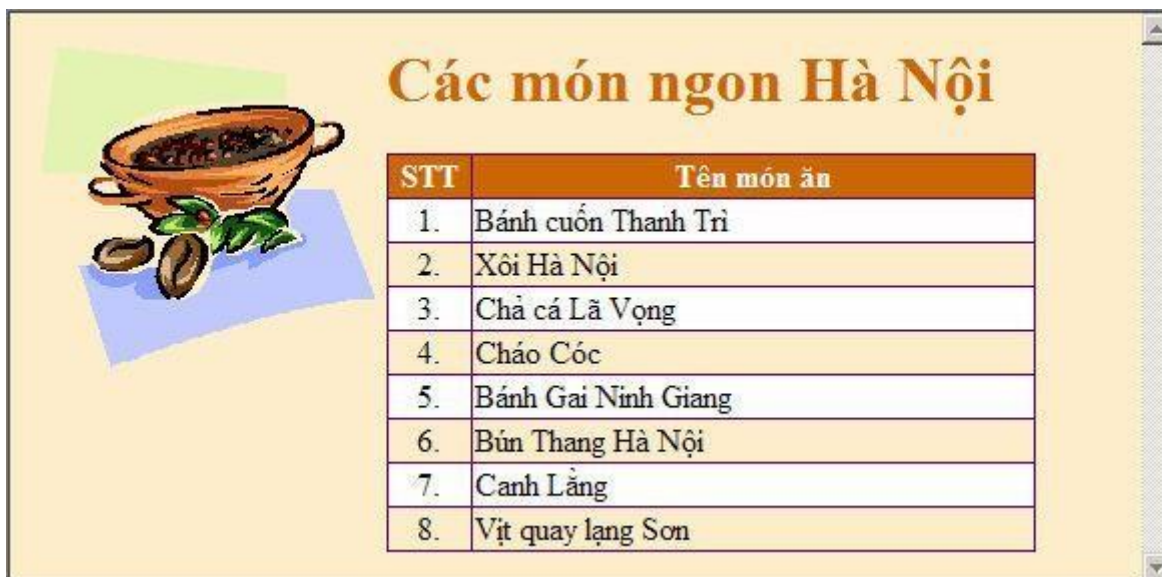 Các món ngon Hà Nội
STT Tên món ăn
1. Bánh cuốn Thanh Trì
2. Xôi Hà Nội
3. Chả cá Lã Vọng
4. Cháo Cóc
5. Bánh Gai Ninh Giang
6. Bún Thang Hà Nội
7. Canh Lằng
8. Vịt quay lạng Sơn